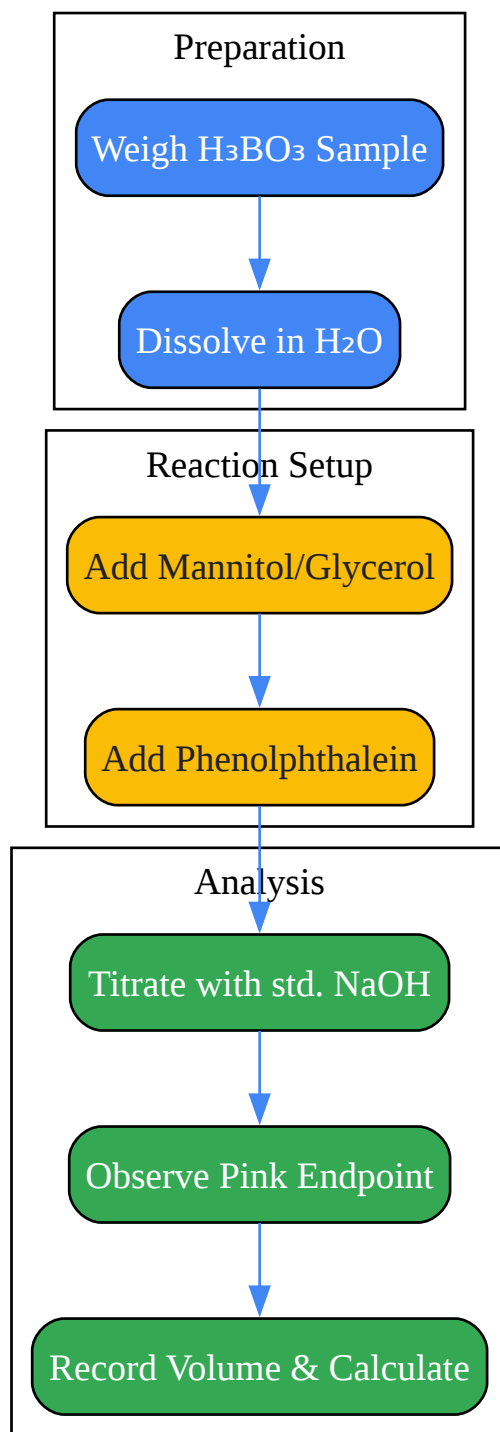 Preparation
Weigh H₃BO₃ Sample
Dissolve in H₂O
Reaction Setup
Add Mannitol/Glycerol
Add Phenolphthalein
Analysis
Titrate with std. NaOH
Observe Pink Endpoint
Record Volume & Calculate